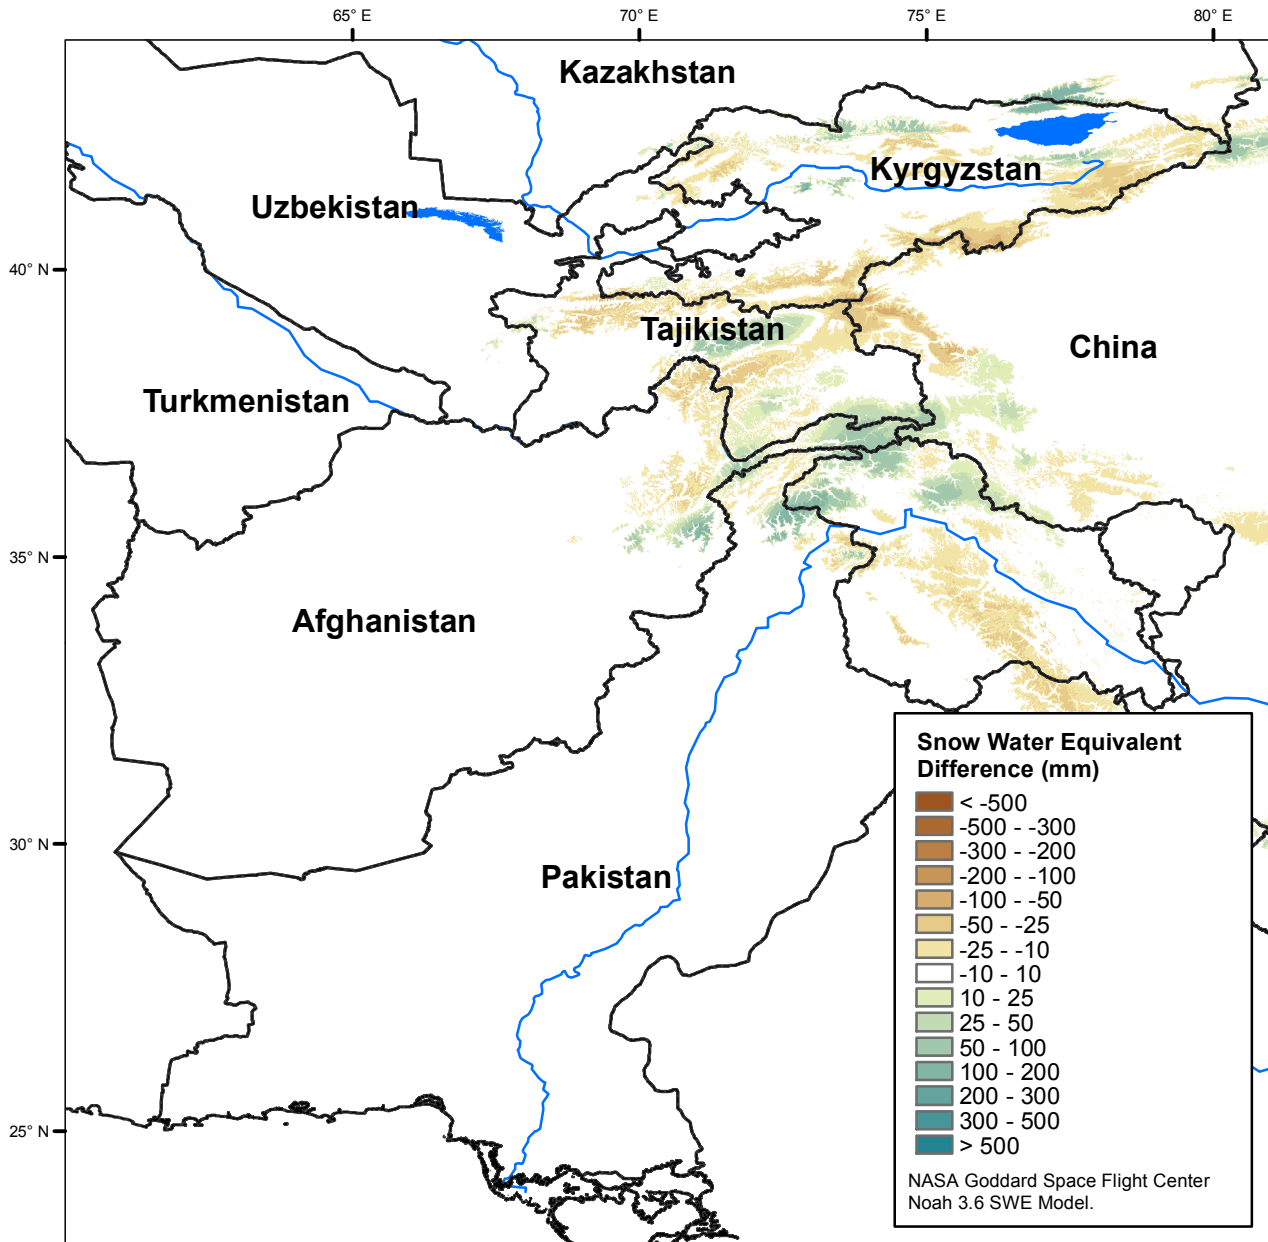 65° E
70° E
75° E
80° E
Kazakhstan
Kyrgyzstan
Uzbekistan
40° N
Tajikistan
China
Turkmenistan
35° N
Afghanistan
30° N
Pakistan
25° N
Snow Water Equivalent
Difference (mm)
< -500
-500 - -300
-300 - -200
-200 - -100
-100 - -50
-50 - -25
-25 - -10
-10 - 10
10 - 25
25 - 50
50 - 100
100 - 200
200 - 300
300 - 500
> 500
NASA Goddard Space Flight Center
Noah 3.6 SWE Model.